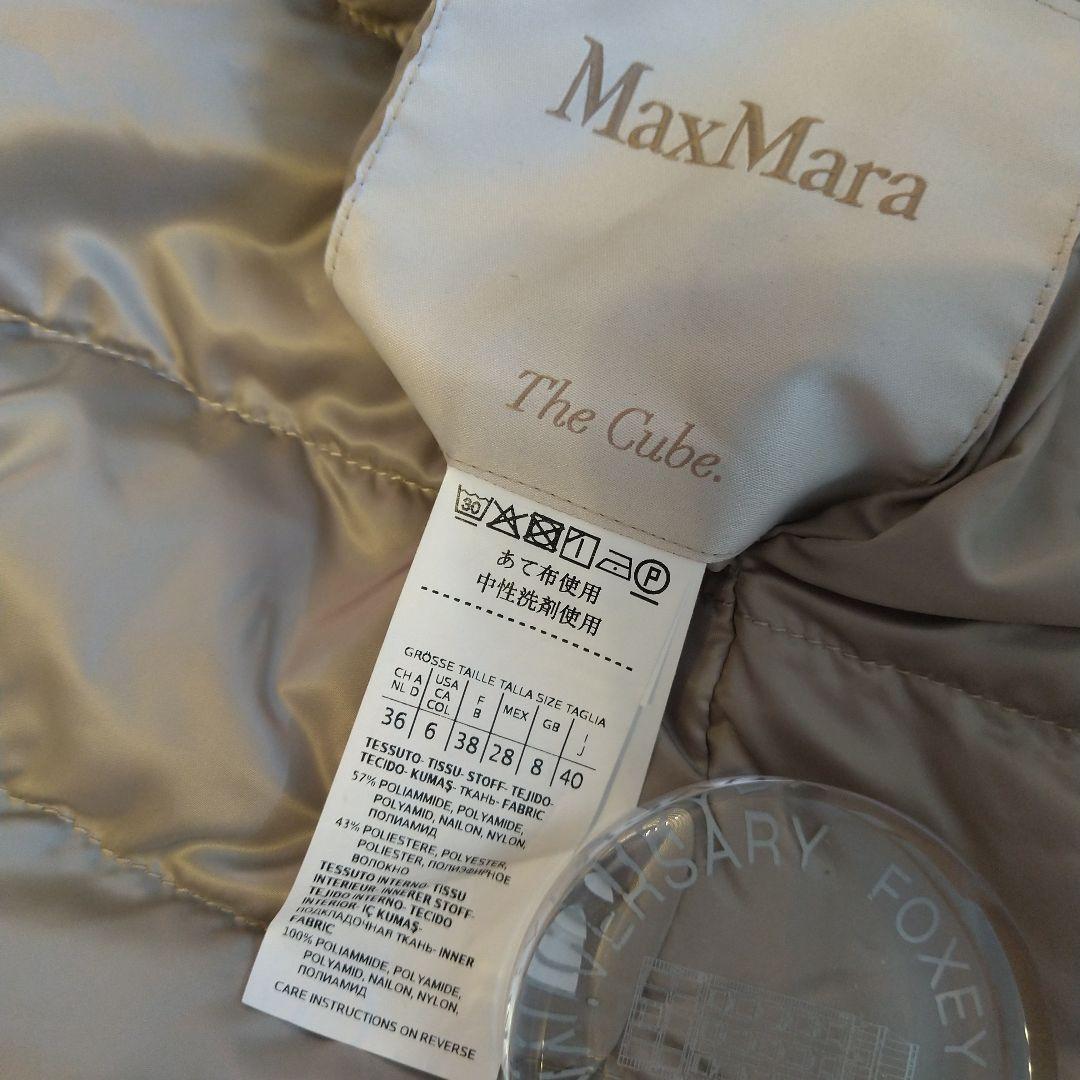 MaxMara
The Cube.
30
P
あて布使用
中性洗剤使用
GRÖSSE TAILLE TALLA SIZE TAGLIA
CH A NL D
USA CA COL
F B
MEX
GB
I J
36 6 38 28 8 40
TESSUTO- TISSU- STOFF- TEJIDO-
TECIDO- KUMAŞ- ТКАНЬ- FABRIC
57% POLIAMMIDE, POLYAMIDE,
POLYAMID, NAILON, NYLON,
ПОЛИАМИД
43% POLIESTERE, POLYESTER,
POLIESTER, ПОЛИЭФИРНОЕ
ВОЛОКНО
TESSUTO INTERNO- TISSU
INTERIEUR- INNERER STOFF-
TEJIDO INTERNO- TECIDO
INTERIOR- İÇ KUMAŞ-
ПОДКЛАДОЧНАЯ ТКАНЬ- INNER
FABRIC
100% POLIAMMIDE, POLYAMIDE,
POLYAMID, NAILON, NYLON,
ПОЛИАМИД
CARE INSTRUCTIONS ON REVERSE
FOXEY